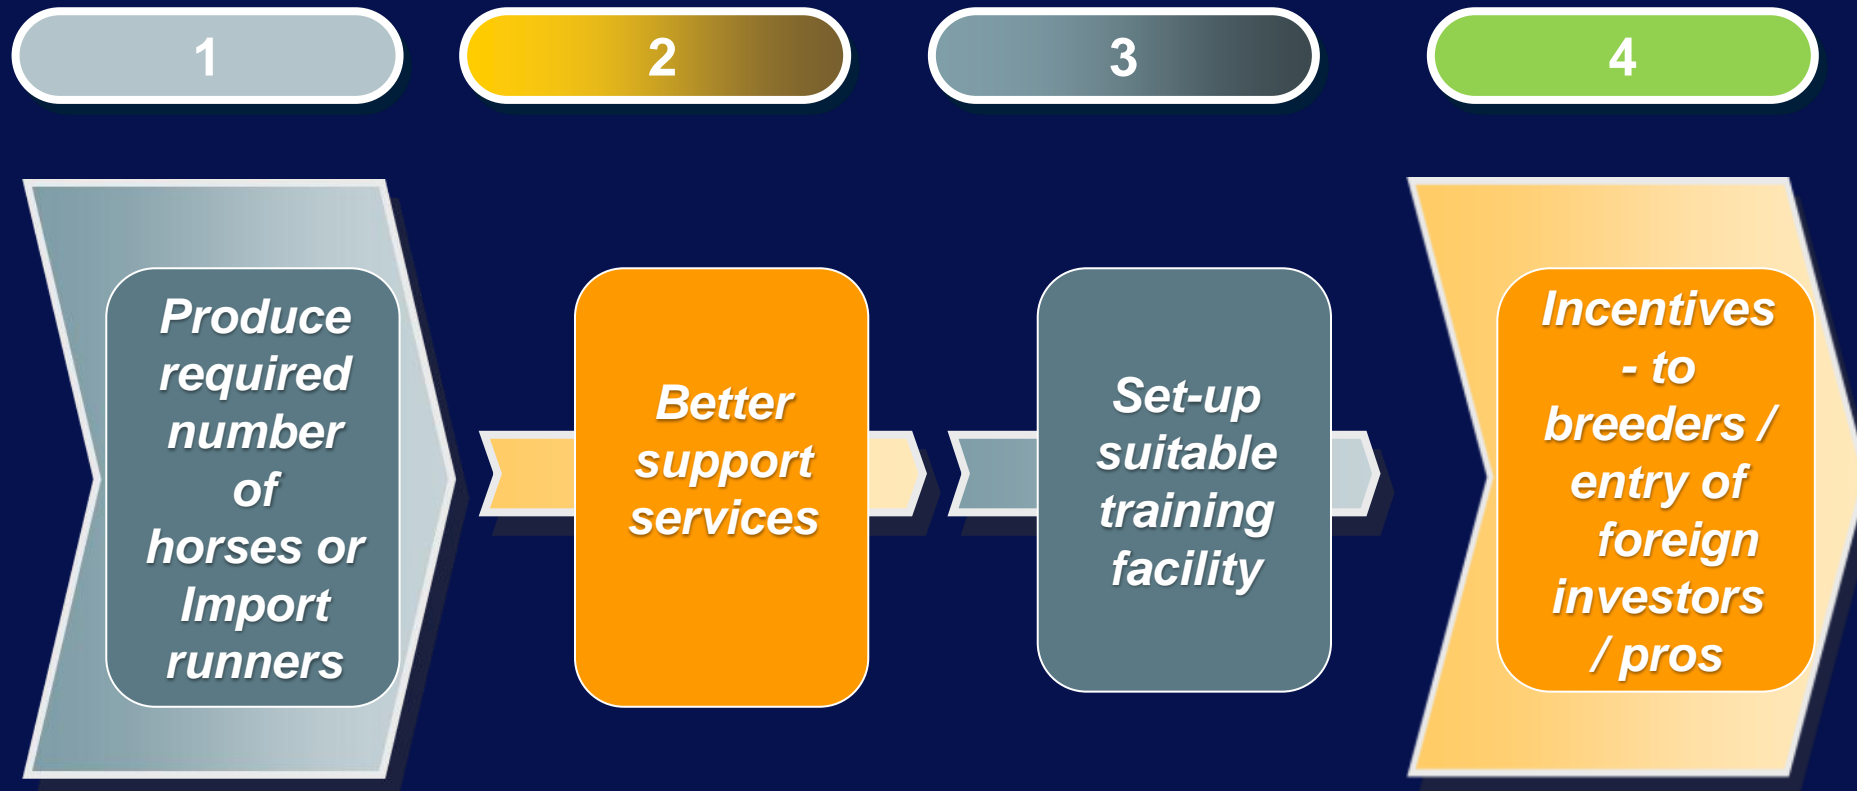 1
2
3
4
Produce
required
number
of
horses or
Import
runners
Better
support
services
Set-up
suitable
training
facility
Incentives
- to
breeders /
entry of
foreign
investors
/ pros